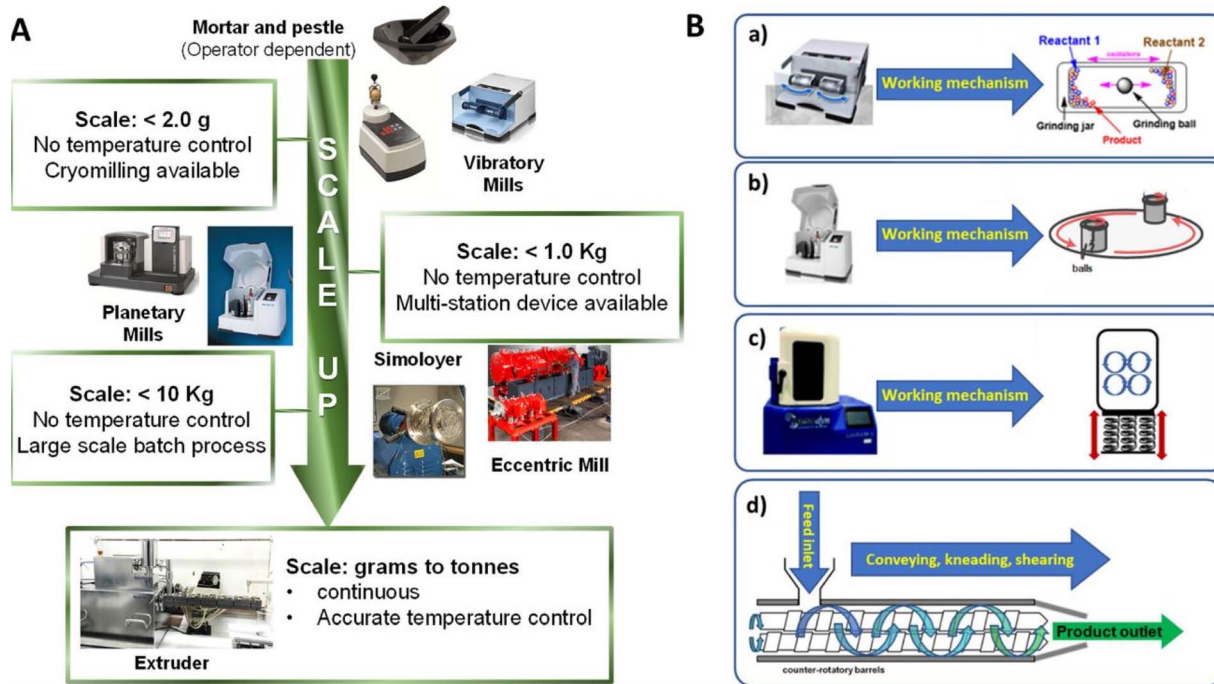 A
Mortar and pestle
(Operator dependent)
Scale: < 2.0 g
No temperature control
Cryomilling available
Vibratory
Mills
SCALE UP
Scale: < 1.0 Kg
No temperature control
Multi-station device available
Planetary
Mills
Simoloyer
Scale: < 10 Kg
No temperature control
Large scale batch process
Eccentric Mill
Scale: grams to tonnes
• continuous
• Accurate temperature control
Extruder
B
a)
Working mechanism
Reactant 1
Reactant 2
oscillations
Grinding jar
Grinding ball
Product
b)
Working mechanism
balls
c)
Working mechanism
d)
Feed inlet
Conveying, kneading, shearing
Product outlet
counter-rotatory barrels